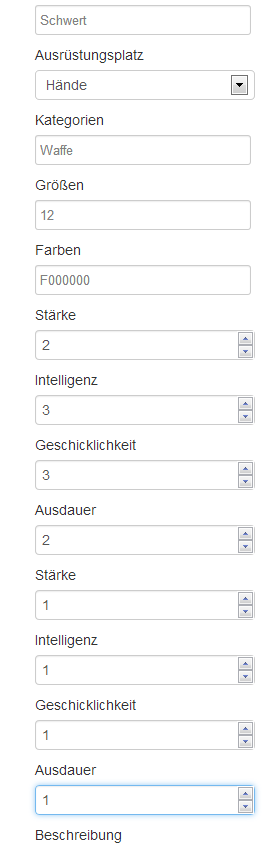 Schwert
Ausrüstungsplatz
Hände
Kategorien
Waffe
Größen
12
Farben
F000000
Stärke
2
Intelligenz
3
Geschicklichkeit
3
Ausdauer
2
Stärke
1
Intelligenz
1
Geschicklichkeit
1
Ausdauer
1
Beschreibung